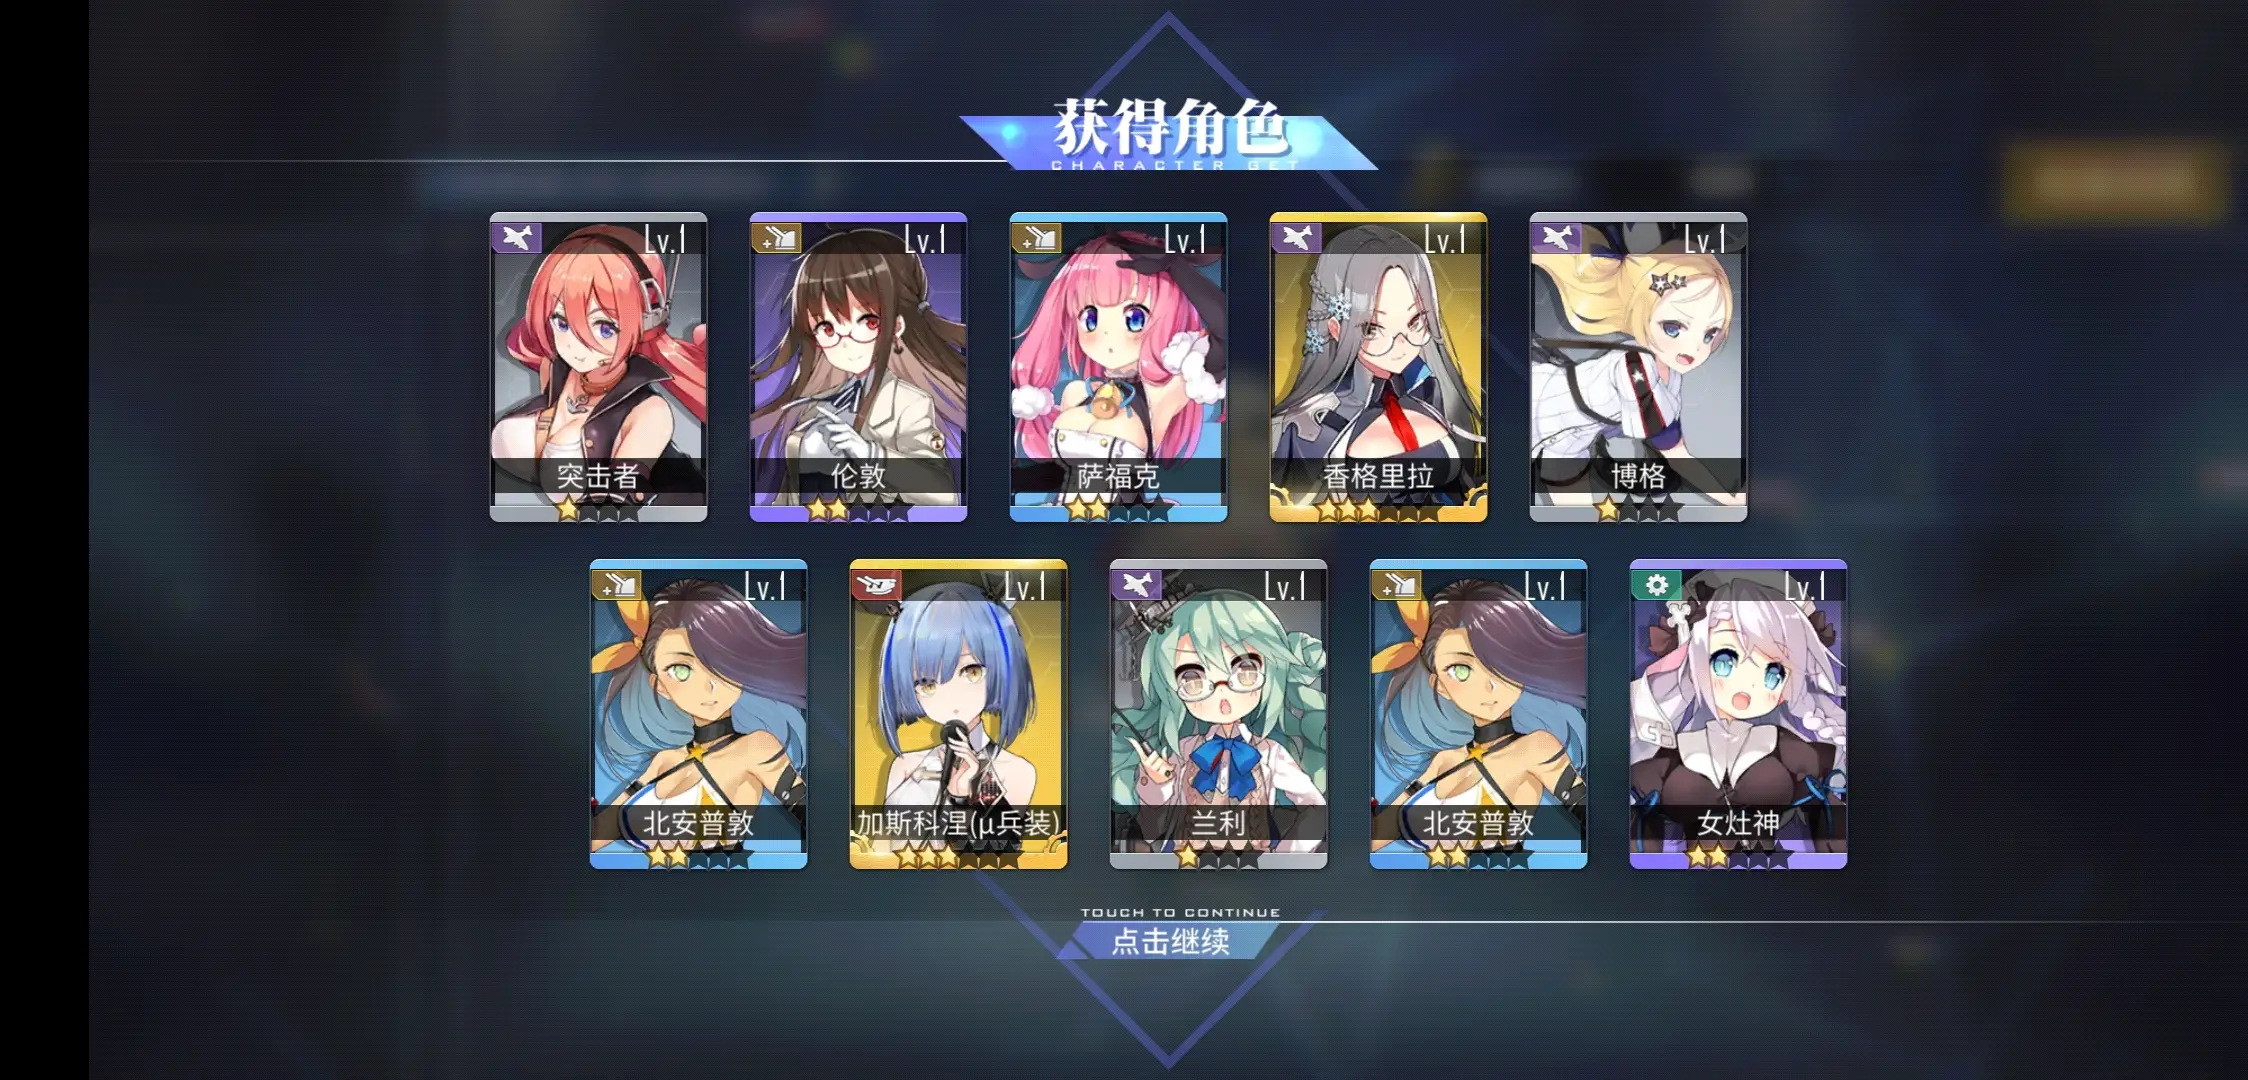 获得角色
CHARACTER GET
Lv.1
Lv.1
Lv.1
Lv.1
Lv.1
突击者
伦敦
萨福克
香格里拉
博格
Lv.1
Lv.1
Lv.1
Lv.1
Lv.1
北安普敦
加斯科涅(μ兵装)
兰利
北安普敦
女灶神
TOUCH TO CONTINUE
点击继续